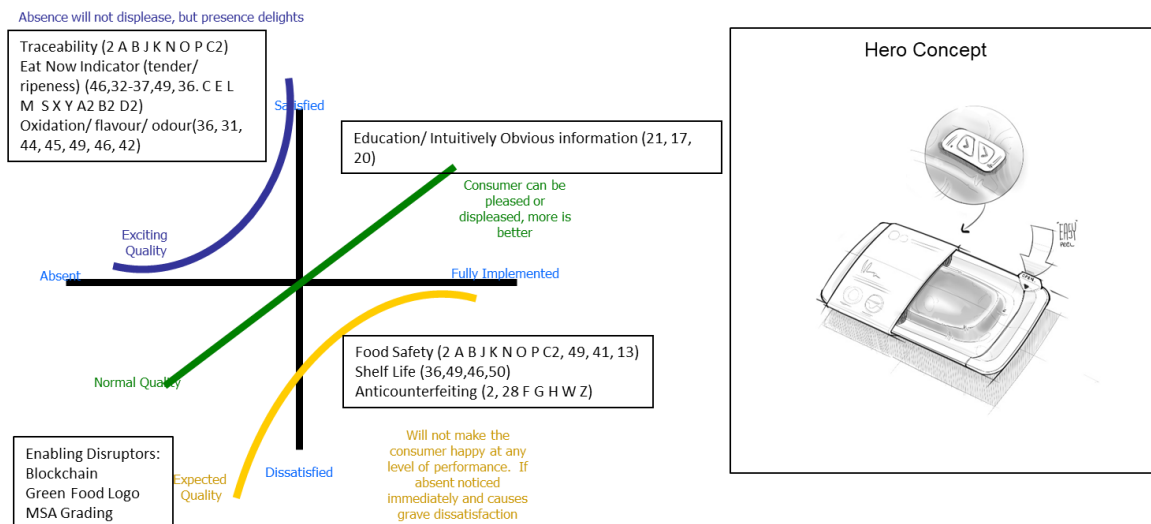 Absence will not displease, but presence delights
Traceability (2 A B J K N O P C2)
Eat Now Indicator (tender/
ripeness) (46,32-37,49, 36. C E L
M  S X Y A2 B2 D2)
Oxidation/ flavour/ odour(36, 31,
44, 45, 49, 46, 42)
Satisfied
Education/ Intuitively Obvious information (21, 17,
20)
Consumer can be
pleased or
displeased, more is
better
Exciting
Quality
Absent
Fully Implemented
Normal Quality
Food Safety (2 A B J K N O P C2, 49, 41, 13)
Shelf Life (36,49,46,50)
Anticounterfeiting (2, 28 F G H W Z)
Enabling Disruptors:
Blockchain
Green Food Logo
MSA Grading
Expected
Quality
Dissatisfied
Will not make the
consumer happy at any
level of performance.  If
absent noticed
immediately and causes
grave dissatisfaction
Hero Concept
"EASY"
PEEL
OPEN